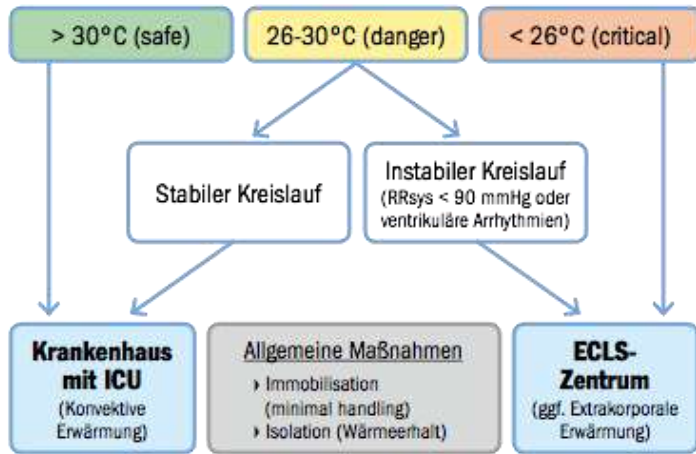 > 30°C (safe)
26-30°C (danger)
< 26°C (critical)
Stabiler Kreislauf
Instabiler Kreislauf
(RRsys < 90 mmHg oder
ventrikuläre Arrhythmien)
Krankenhaus
mit ICU
(Konvektive
Erwärmung)
Allgemeine Maßnahmen
Immobilisation
(minimal handling)
Isolation (Wärmeerhalt)
ECLS-
Zentrum
(ggf. Extrakorporale
Erwärmung)